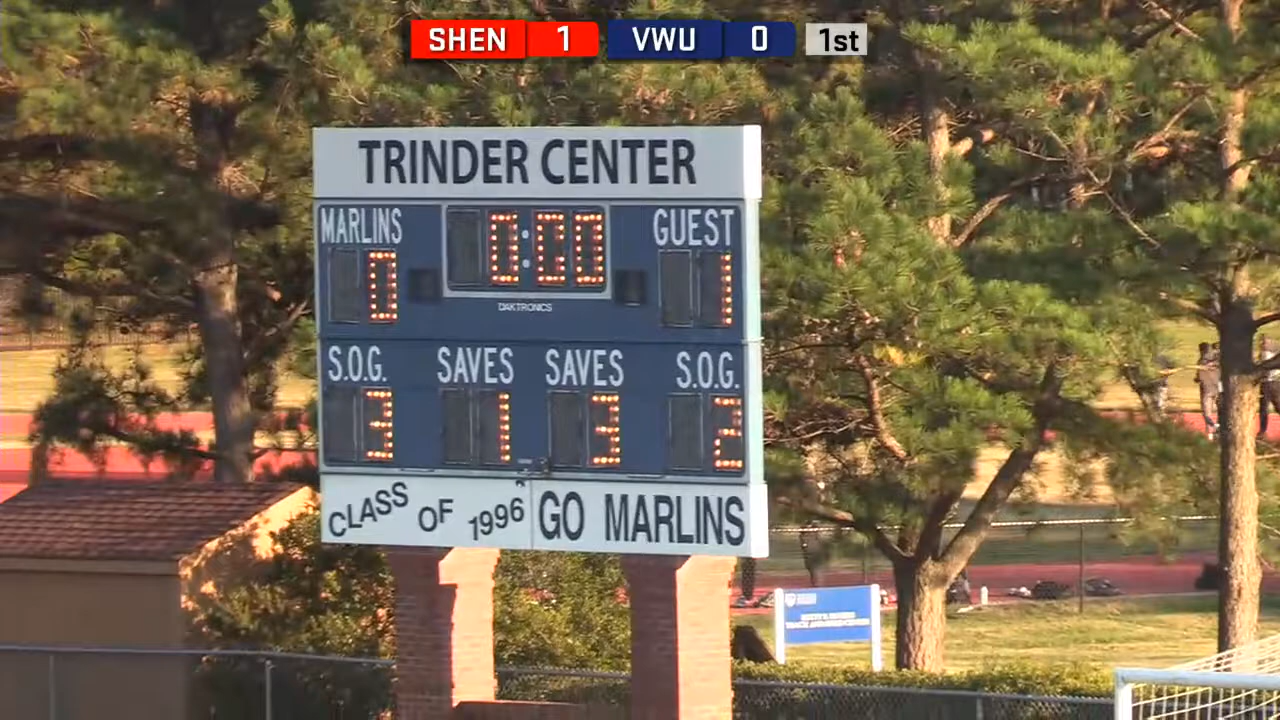 SHEN 1 VWU 0 1st
TRINDER CENTER
MARLINS 0:00 GUEST
0 1
DAKTRONICS
S.O.G. SAVES SAVES S.O.G.
3 1 3 2
CLASS OF 1996 GO MARLINS